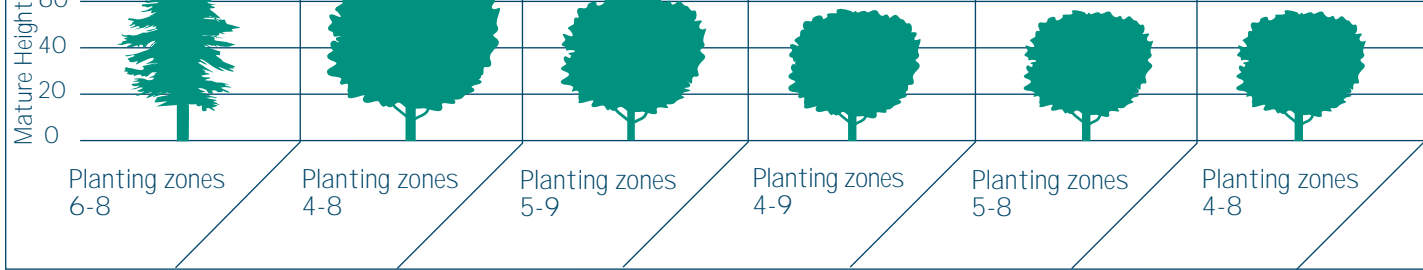 Mature Height
60
40
20
0
Planting zones
6-8
Planting zones
4-8
Planting zones
5-9
Planting zones
4-9
Planting zones
5-8
Planting zones
4-8